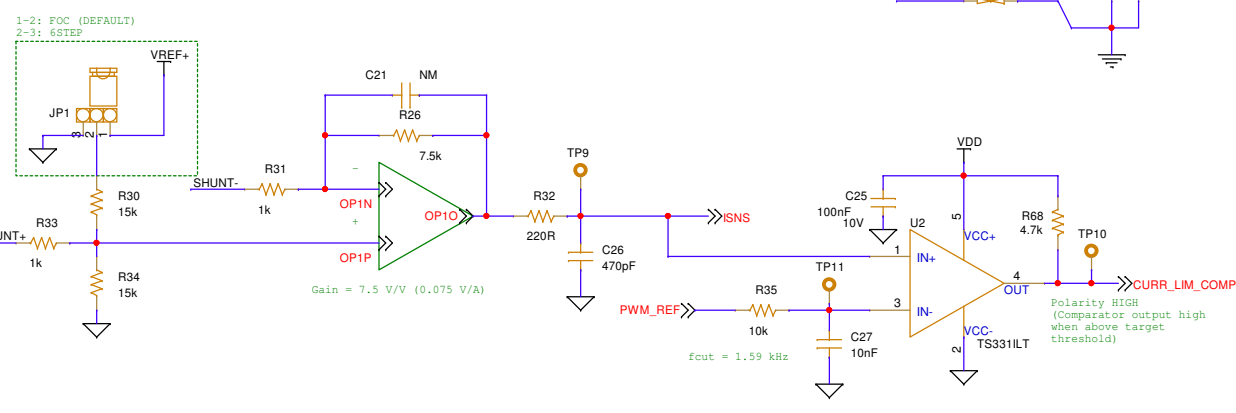 1-2: FOC (DEFAULT)
2-3: 6STEP
VREF+
JP1
3
2
1
C21
NM
R26
7.5k
R30
15k
SHUNT-
R31
1k
-
+
OP1N
OP1O
OP1P
UNT+
R33
1k
R34
15k
Gain = 7.5 V/V (0.075 V/A)
R32
220R
TP9
C26
470pF
ISNS
VDD
C25
100nF
10V
U2
5
VCC+
R68
4.7k
TP10
1
IN+
4
OUT
CURR_LIM_COMP
TP11
PWM_REF
R35
10k
3
IN-
C27
10nF
fcut = 1.59 kHz
VCC-
2
TS331ILT
Polarity HIGH
(Comparator output high
when above target
threshold)